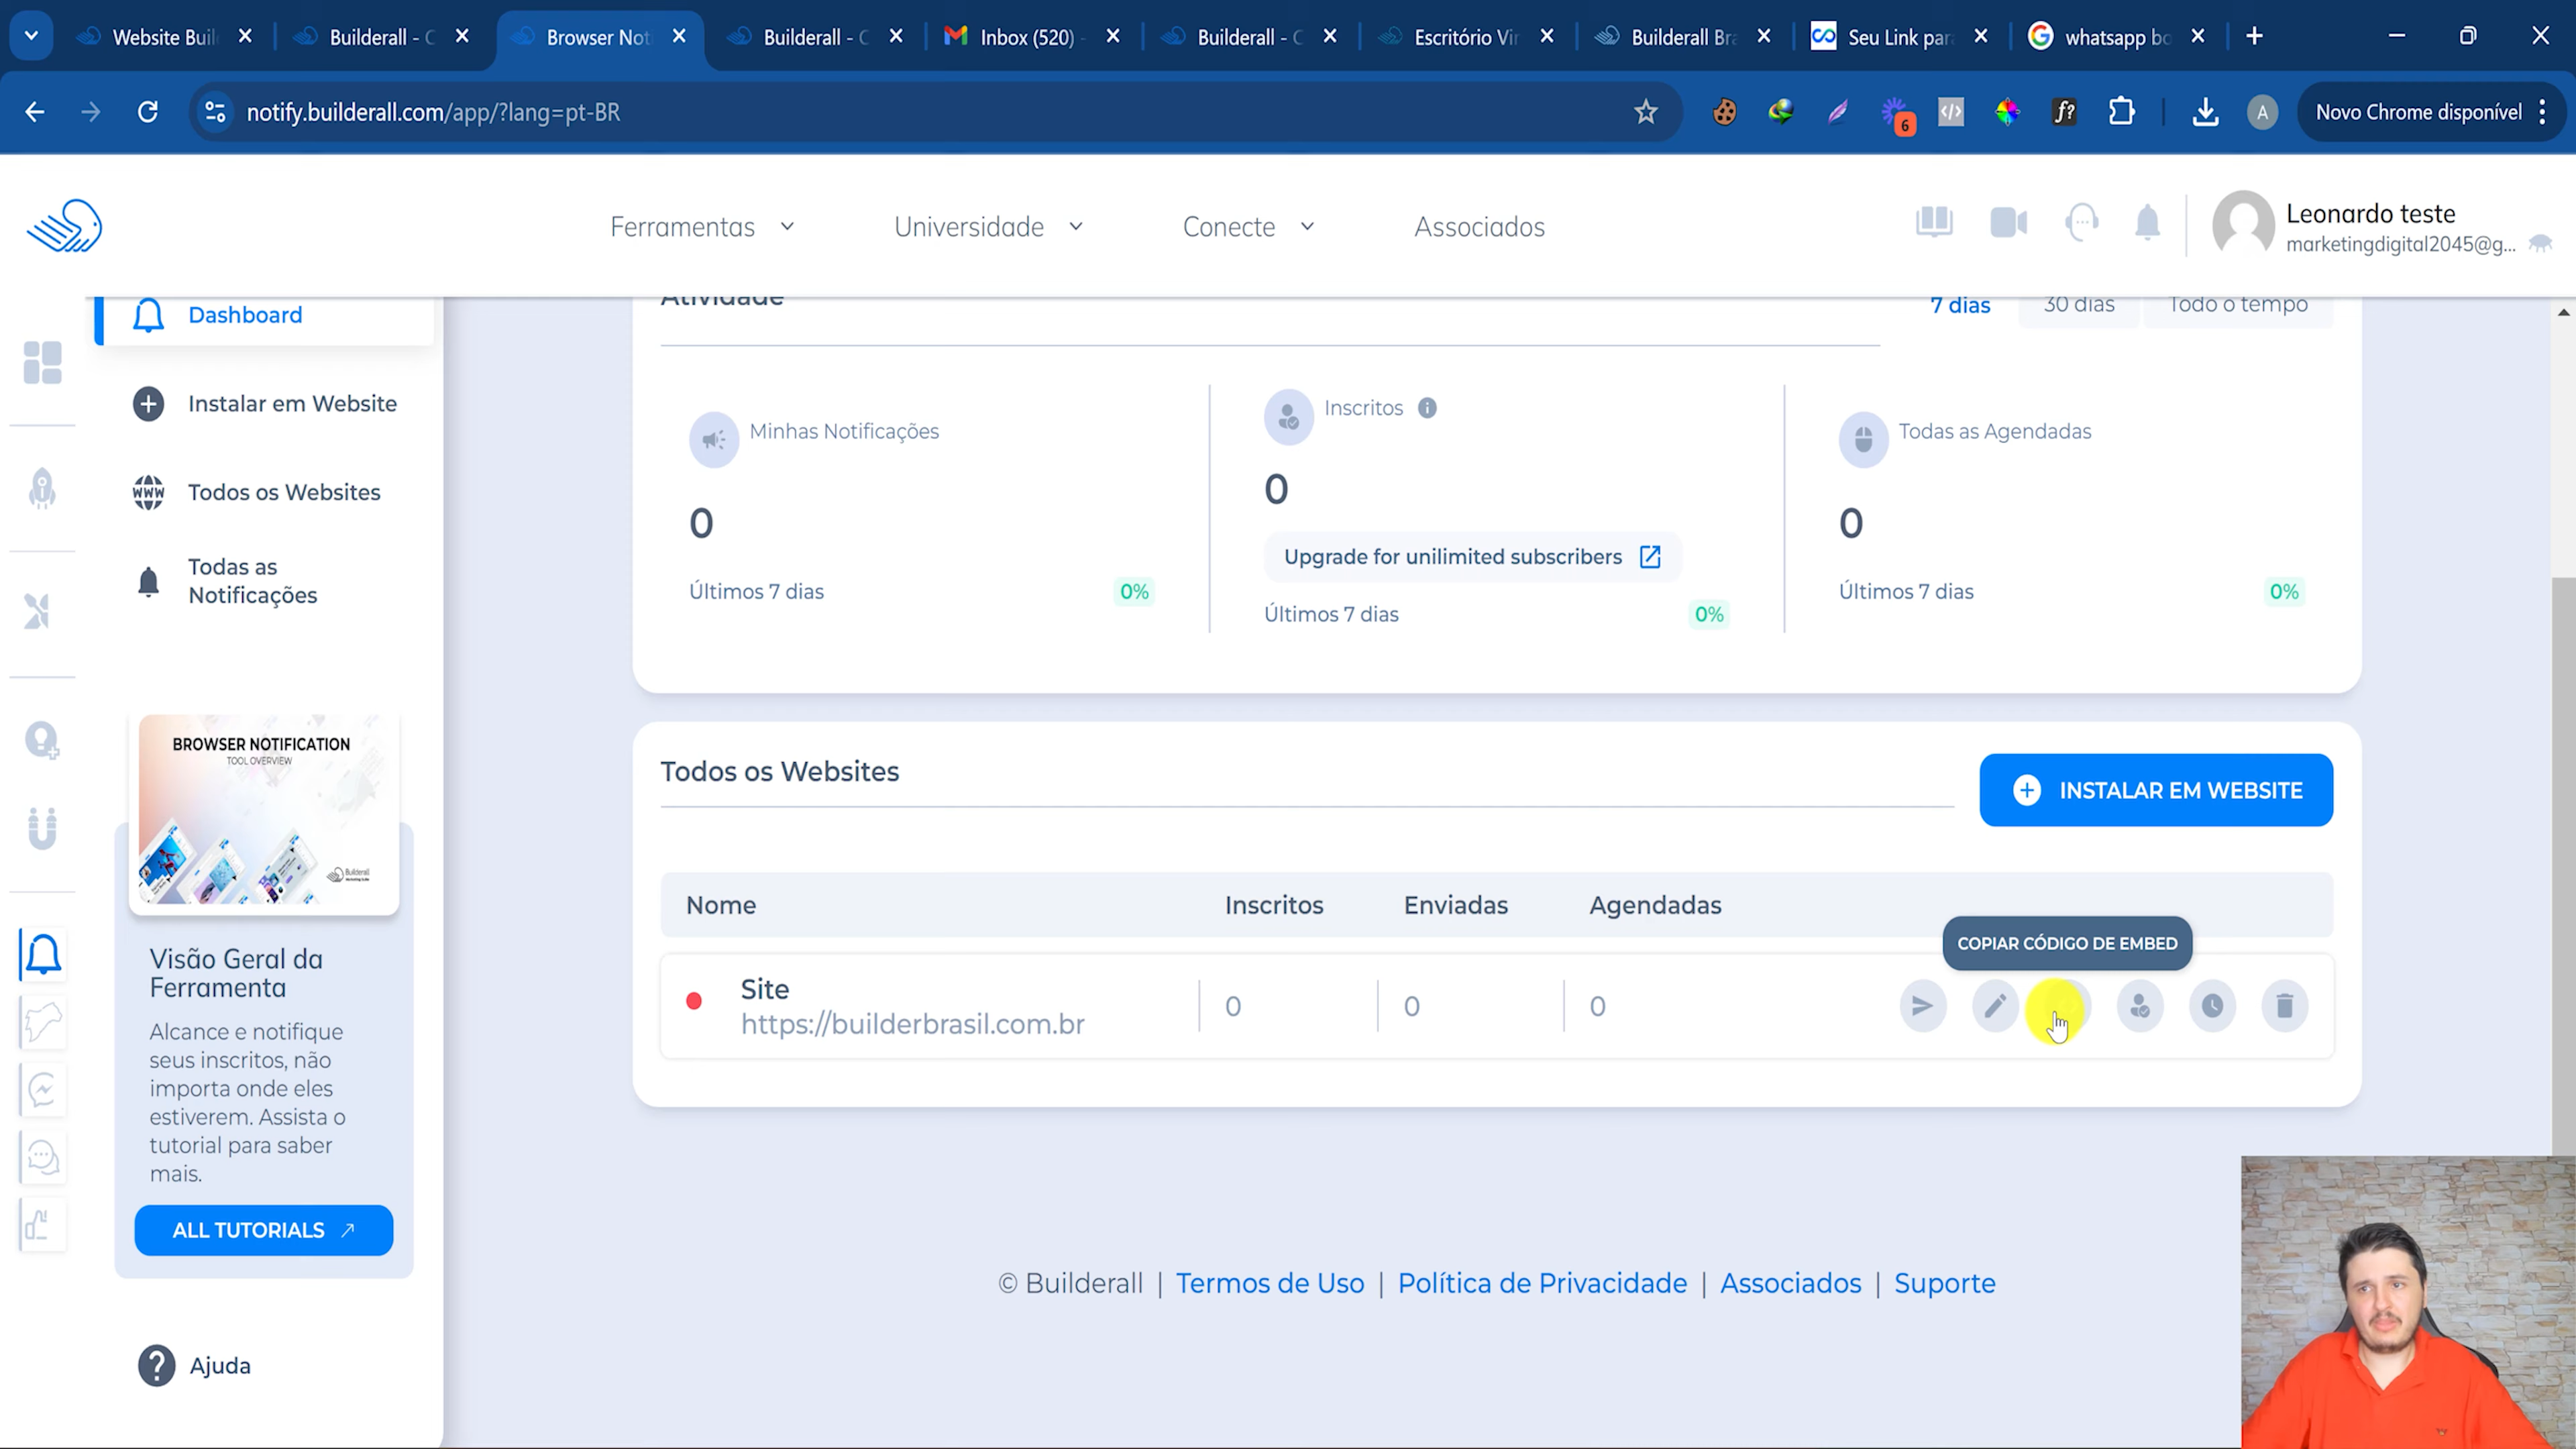 Website Buil
Builderall - C
Browser Not
Builderall - C
Inbox (520) -
Builderall - C
Escritório Vir
Builderall Bra
Seu Link par
whatsapp bo
notify.builderall.com/app/?lang=pt-BR
6
f?
A
Novo Chrome disponível
Ferramentas
Universidade
Conecte
Associados
Leonardo teste
marketingdigital2045@g...
Dashboard
Instalar em Website
WWW
Todos os Websites
Todas as
Notificações
BROWSER NOTIFICATION
TOOL OVERVIEW
Builderall
Visão Geral da
Ferramenta
Alcance e notifique
seus inscritos, não
importa onde eles
estiverem. Assista o
tutorial para saber
mais.
ALL TUTORIALS
Ajuda
Atividade
7 dias
30 dias
Todo o tempo
Minhas Notificações
0
Últimos 7 dias
0%
Inscritos
0
Upgrade for unilimited subscribers
Últimos 7 dias
0%
Todas as Agendadas
0
Últimos 7 dias
0%
Todos os Websites
INSTALAR EM WEBSITE
Nome
Inscritos
Enviadas
Agendadas
COPIAR CÓDIGO DE EMBED
Site
https://builderbrasil.com.br
0
0
0
© Builderall | Termos de Uso | Política de Privacidade | Associados | Suporte